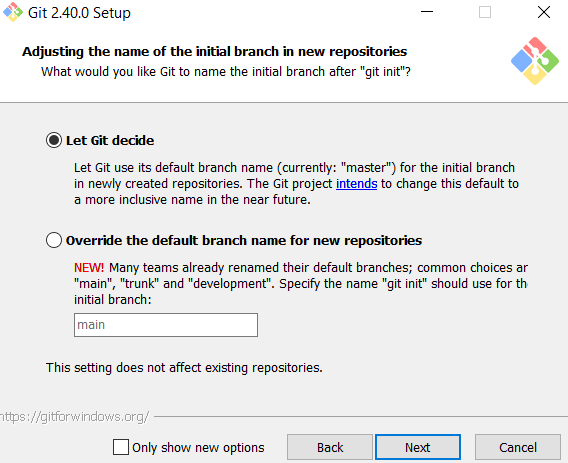 Git 2.40.0 Setup
Adjusting the name of the initial branch in new repositories
What would you like Git to name the initial branch after "git init"?
Let Git decide
Let Git use its default branch name (currently: "master") for the initial branch
in newly created repositories. The Git project intends to change this default to
a more inclusive name in the near future.
Override the default branch name for new repositories
NEW! Many teams already renamed their default branches; common choices ar
"main", "trunk" and "development". Specify the name "git init" should use for th
initial branch:
main
This setting does not affect existing repositories.
https://gitforwindows.org/
Only show new options
Back
Next
Cancel